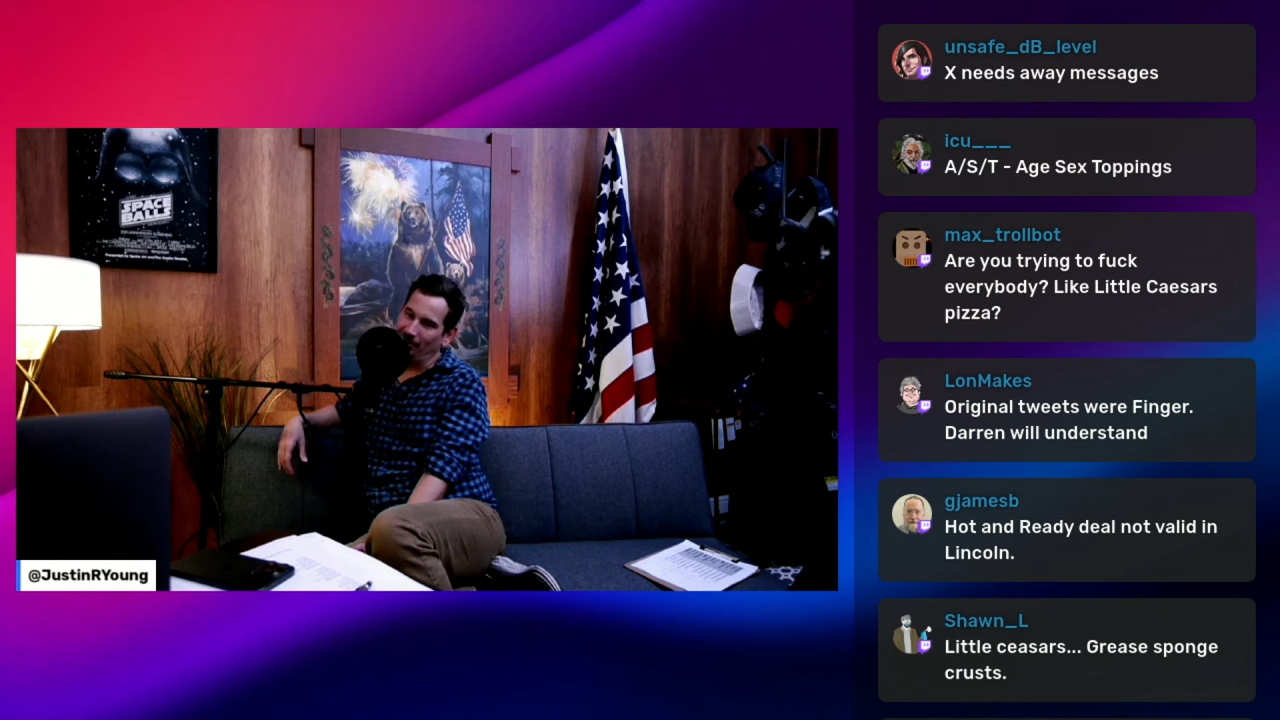 SPACE
BALLS
@JustinRYoung
unsafe_dB_level
X needs away messages
icu___
A/S/T - Age Sex Toppings
max_trollbot
Are you trying to fuck
everybody? Like Little Caesars
pizza?
LonMakes
Original tweets were Finger.
Darren will understand
gjamesb
Hot and Ready deal not valid in
Lincoln.
Shawn_L
Little ceasars... Grease sponge
crusts.